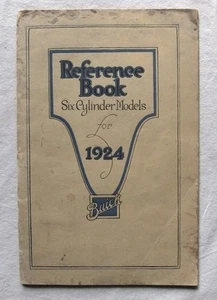 Reference
Book
Six Cylinder Models
for
1924
Buick